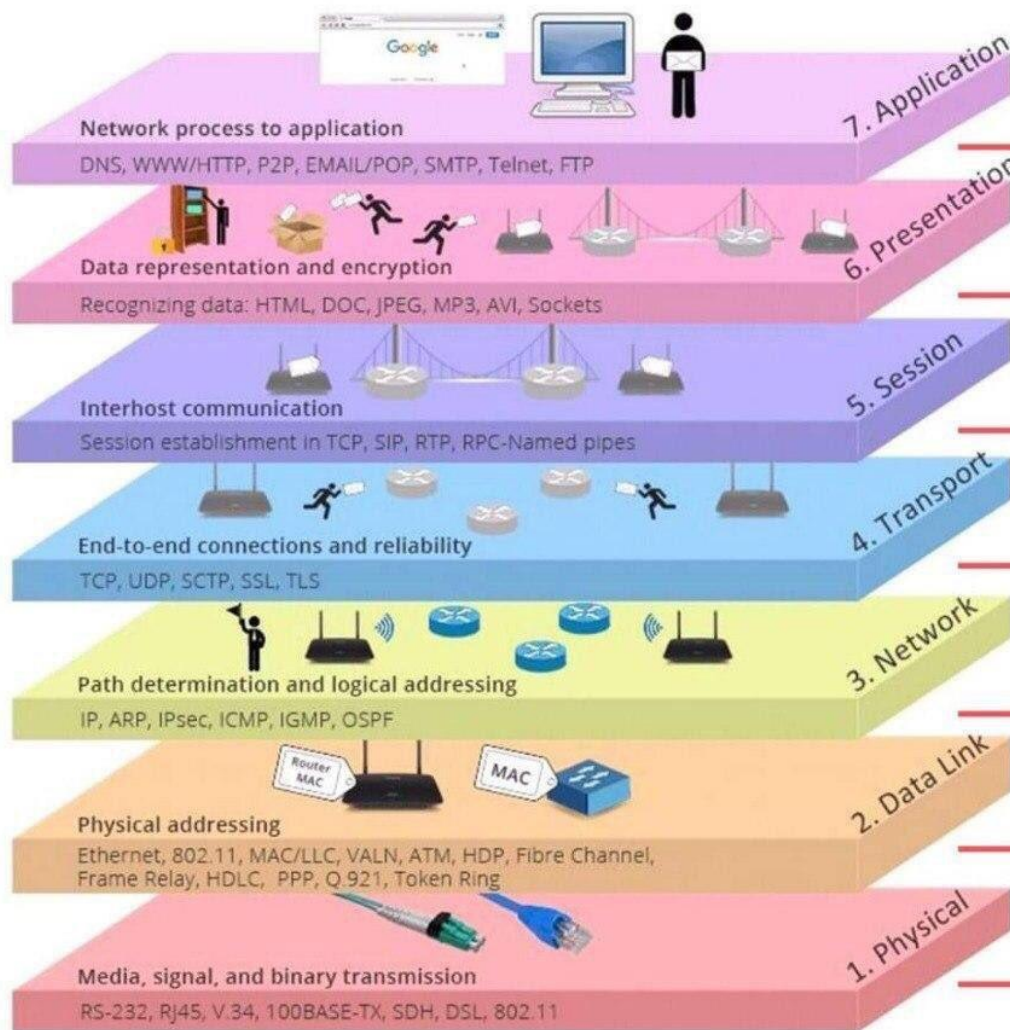 Google
7. Application
Network process to application
DNS, WWW/HTTP, P2P, EMAIL/POP, SMTP, Telnet, FTP
6. Presentation
Data representation and encryption
Recognizing data: HTML, DOC, JPEG, MP3, AVI, Sockets
5. Session
Interhost communication
Session establishment in TCP, SIP, RTP, RPC-Named pipes
4. Transport
End-to-end connections and reliability
TCP, UDP, SCTP, SSL, TLS
3. Network
Path determination and logical addressing
IP, ARP, IPsec, ICMP, IGMP, OSPF
Router
MAC
MAC
2. Data Link
Physical addressing
Ethernet, 802.11, MAC/LLC, VALN, ATM, HDP, Fibre Channel,
Frame Relay, HDLC, PPP, Q.921, Token Ring
1. Physical
Media, signal, and binary transmission
RS-232, RJ45, V.34, 100BASE-TX, SDH, DSL, 802.11